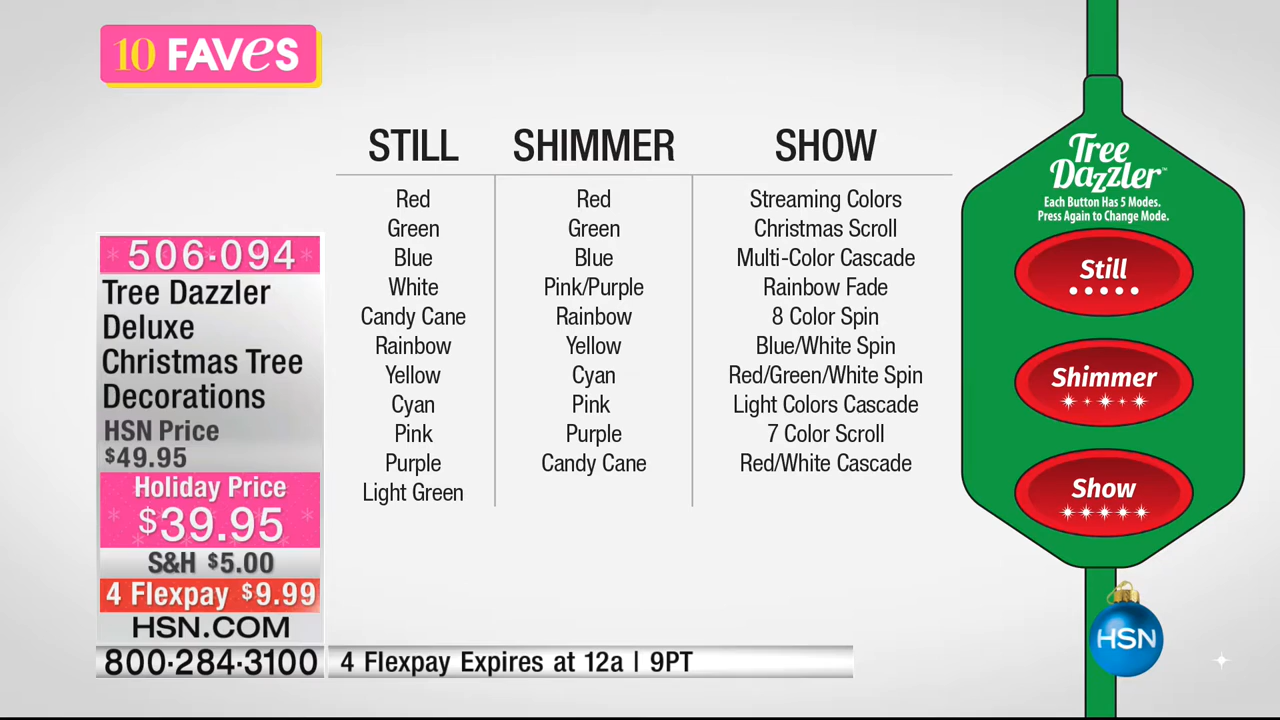 10 FAVeS
STILL SHIMMER SHOW
Red Red Streaming Colors
Green Green Christmas Scroll
Blue Blue Multi-Color Cascade
White Pink/Purple Rainbow Fade
Candy Cane Rainbow 8 Color Spin
Rainbow Yellow Blue/White Spin
Yellow Cyan Red/Green/White Spin
Cyan Pink Light Colors Cascade
Pink Purple 7 Color Scroll
Purple Candy Cane Red/White Cascade
Light Green
Tree
Dazzler™
Each Button Has 5 Modes.
Press Again to Change Mode.
Still
Shimmer
Show
506·094
Tree Dazzler
Deluxe
Christmas Tree
Decorations
HSN Price
$49.95
Holiday Price
$39.95
S&H $5.00
4 Flexpay $9.99
HSN.COM
800·284·3100
4 Flexpay Expires at 12a | 9PT
HSN